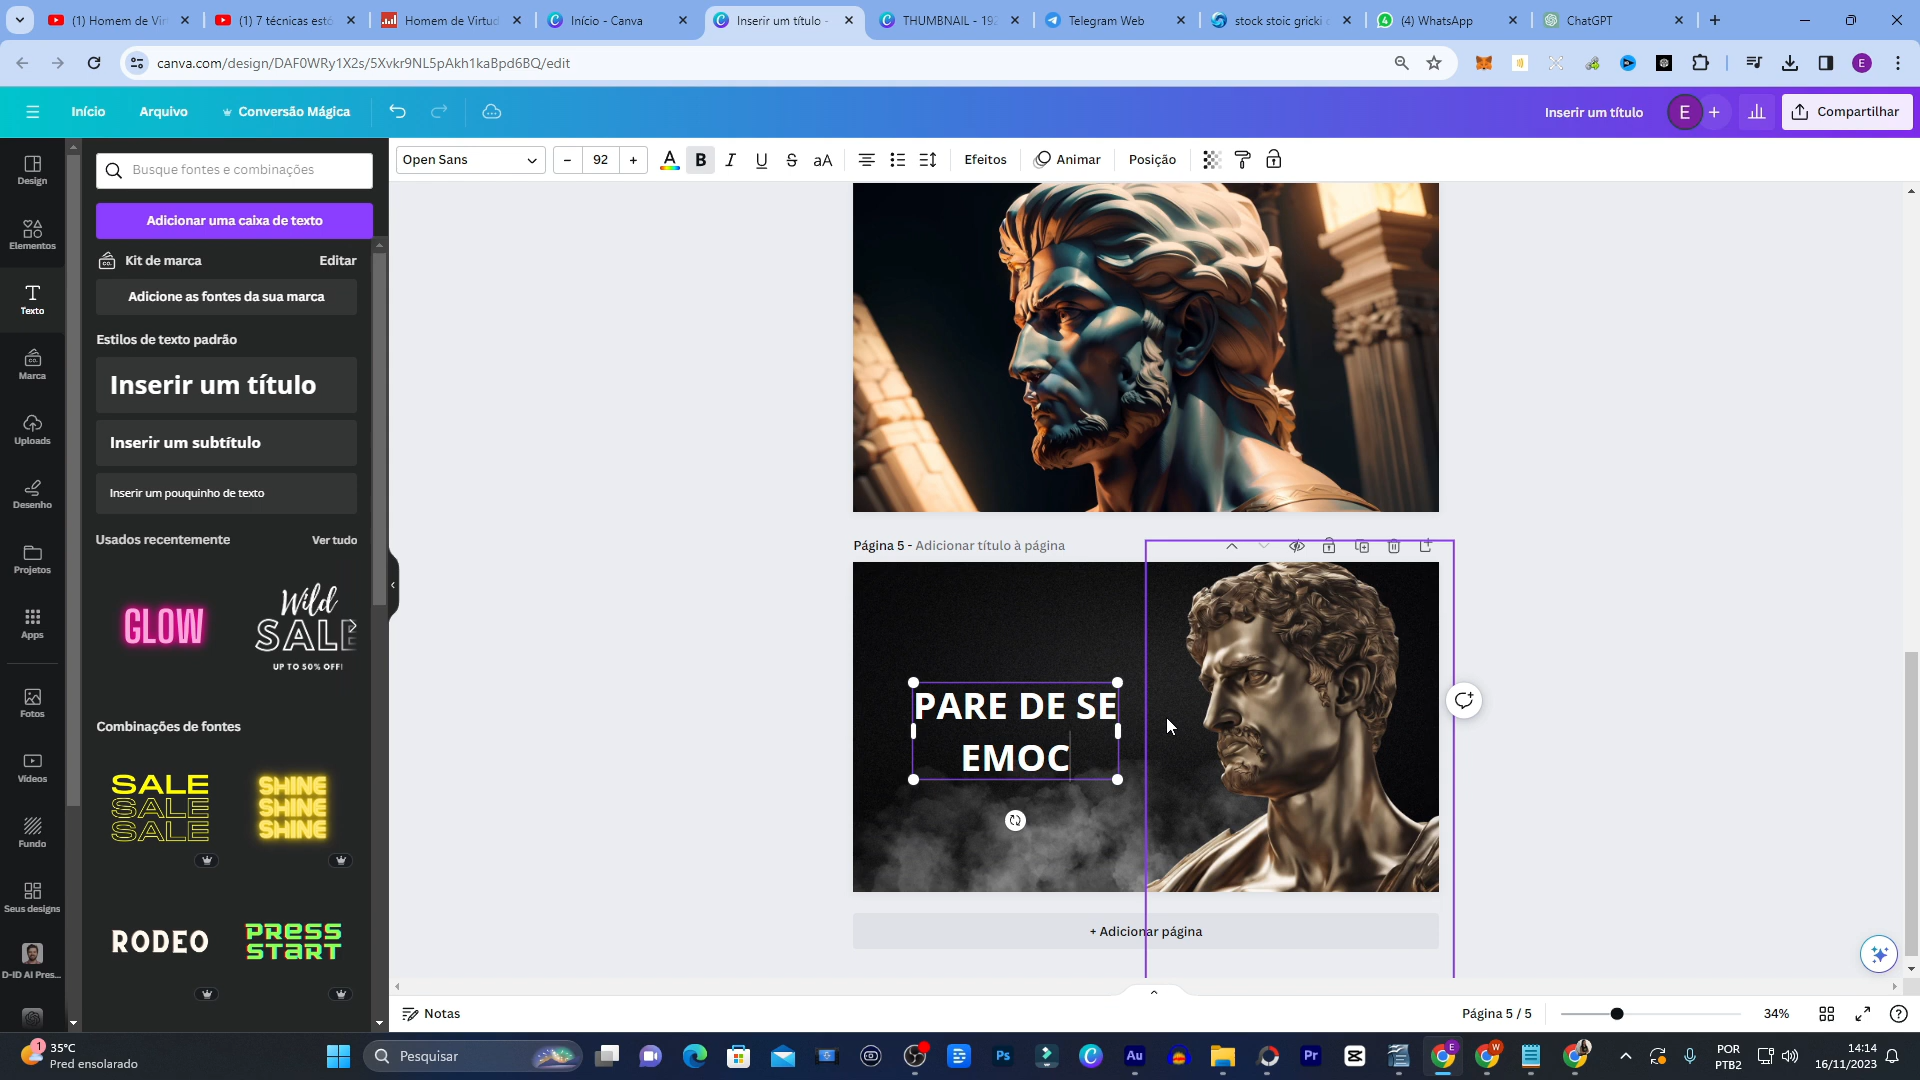 (1) Homem de Vir
(1) 7 técnicas esto
Homem de Virtud
Início - Canva
Inserir um título -
THUMBNAIL - 192
Telegram Web
stock stoic gricki c
(4) WhatsApp
ChatGPT
canva.com/design/DAF0WRy1X2s/5Xvkr9NL5pAkh1kaBpd6BQ/edit
E
Início
Arquivo
Conversão Mágica
Inserir um título
E
Compartilhar
Open Sans
92
A
B
I
U
S
aA
Efeitos
Animar
Posição
Design
Elementos
Texto
Marca
Uploads
Desenho
Projetos
Apps
Fotos
Vídeos
Fundo
Seus designs
D-ID AI Pres...
Busque fontes e combinações
Adicionar uma caixa de texto
Kit de marca
Editar
Adicione as fontes da sua marca
Estilos de texto padrão
Inserir um título
Inserir um subtítulo
Inserir um pouquinho de texto
Usados recentemente
Ver tudo
GLOW
Wild
SALE
UP TO 50% OFF!
Combinações de fontes
SALE
SALE
SALE
SHINE
SHINE
SHINE
RODEO
PRESS
START
Página 5 - Adicionar título à página
PARE DE SE
EMOC
+ Adicionar página
Notas
Página 5 / 5
34%
1
35°C
Pred ensolarado
Pesquisar
Ps
Au
Pr
E
W
POR
PTB2
14:14
16/11/2023